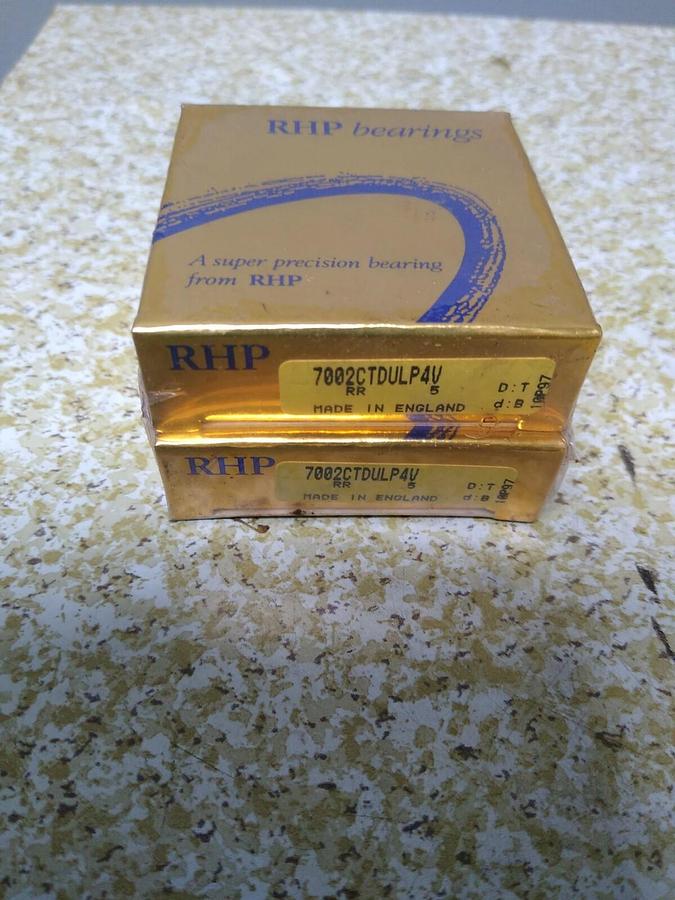 RHP bearings
A super precision bearing
from RHP
RHP
7002CTDULP4V
RR 5 D:T
MADE IN ENGLAND d:B
RHP
7002CTDULP4V
RR 5 D:T
MADE IN ENGLAND d:B